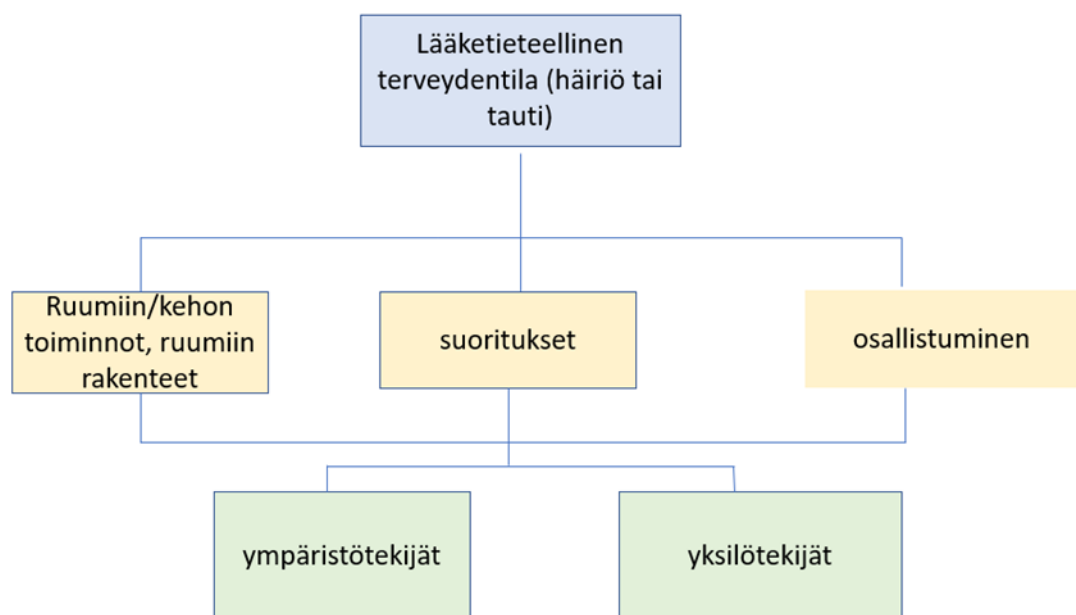 Lääketieteellinen
terveydentila (häiriö tai
tauti)
Ruumiin/kehon
toiminnot, ruumiin
rakenteet
suoritukset
osallistuminen
ympäristötekijät
yksilötekijät